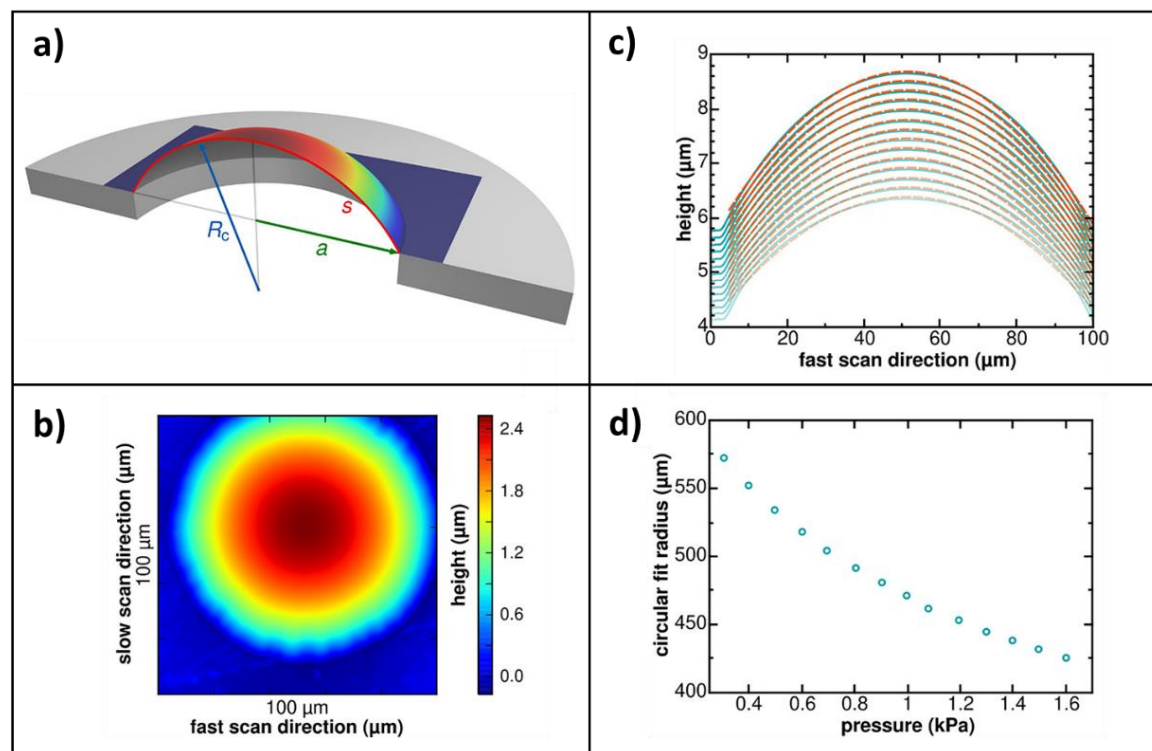 a)
R_c
a
s
b)
slow scan direction (µm)
100 µm
100 µm
fast scan direction (µm)
height (µm)
2.4
1.8
1.2
0.6
0.0
c)
height (µm)
9
8
7
6
5
4
0 20 40 60 80 100
fast scan direction (µm)
d)
circular fit radius (µm)
600
550
500
450
400
0.4 0.6 0.8 1 1.2 1.4 1.6
pressure (kPa)